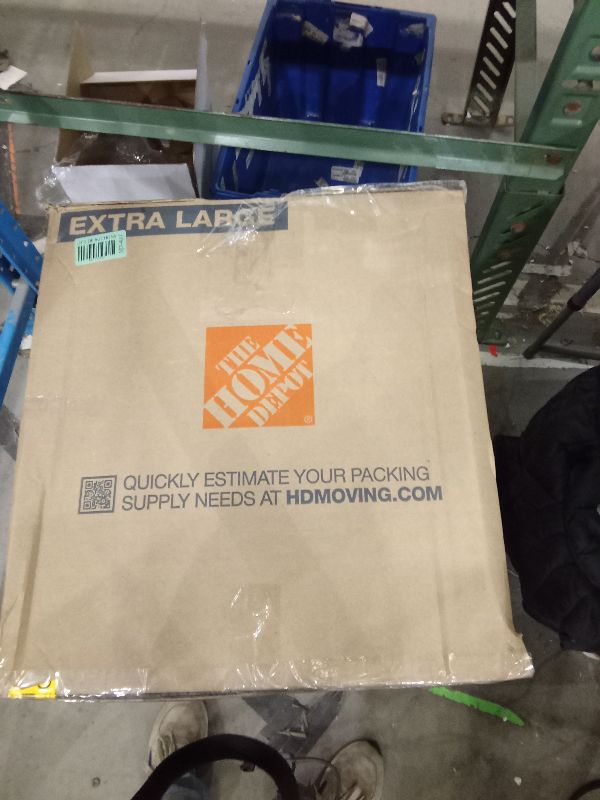 EXTRA LARGE
THE
HOME
DEPOT
QUICKLY ESTIMATE YOUR PACKING
SUPPLY NEEDS AT HDMOVING.COM